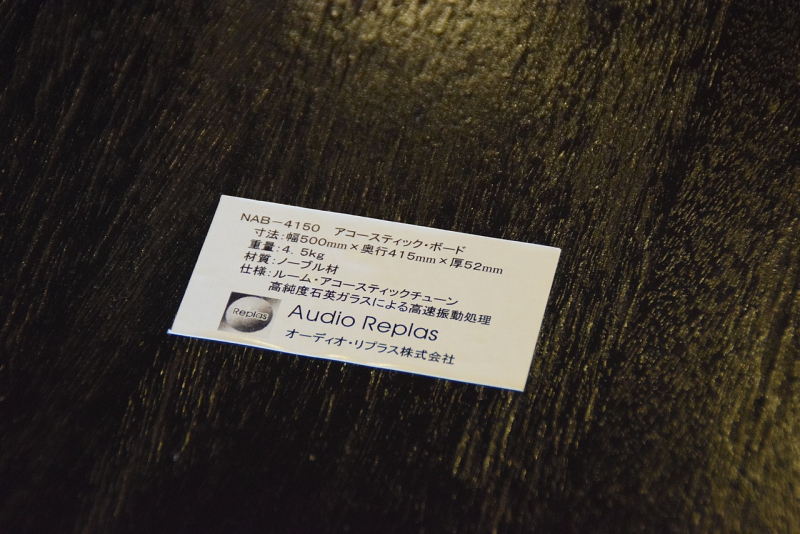 NAB－4150　アコースティック・ボード
寸法：幅500mm×奥行415mm×厚52mm
重量：4．5kg
材質：ノーブル材
仕様：ルーム・アコースティックチューン
高純度石英ガラスによる高速振動処理
Replas
Audio Replas
オーディオ・リプラス株式会社